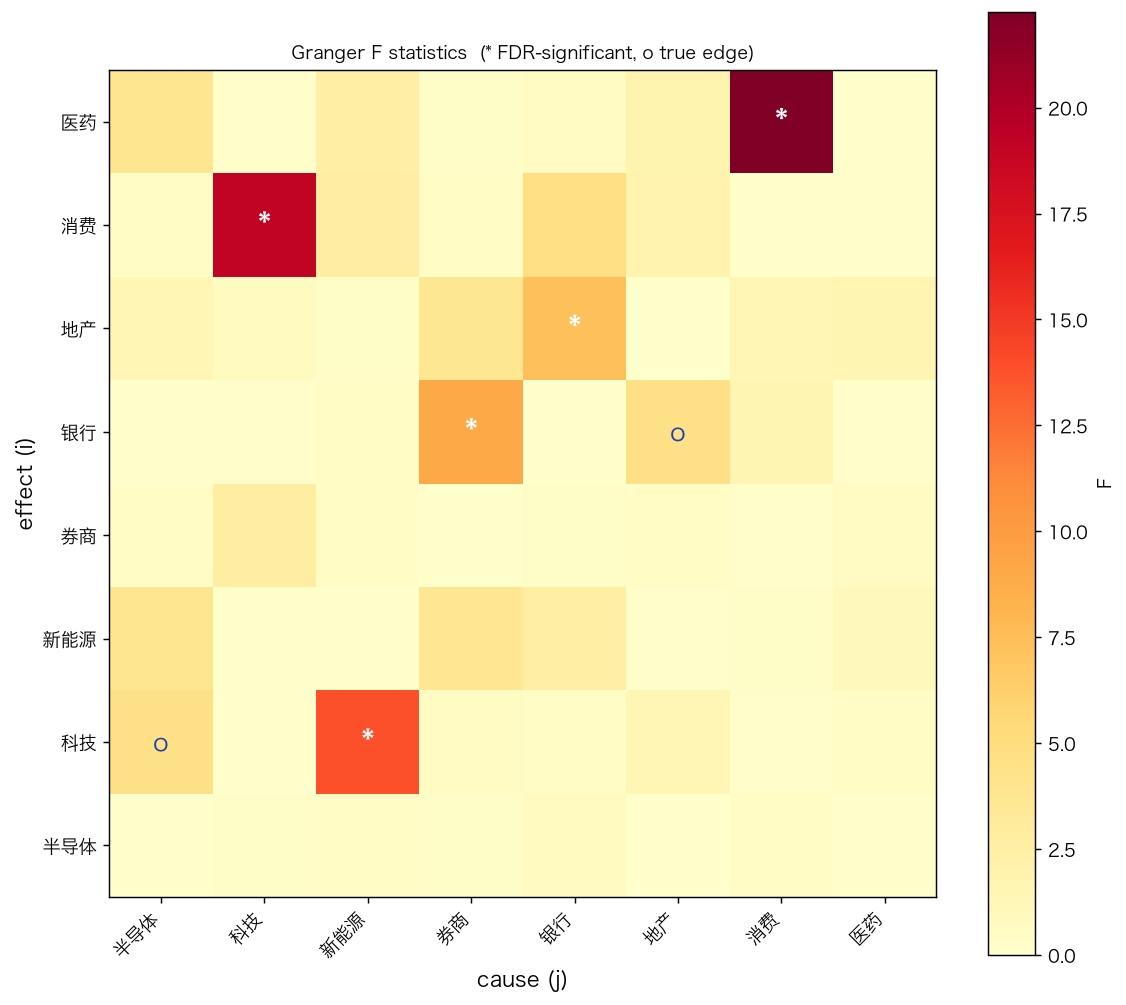 Granger F statistics  (* FDR-significant, o true edge)
医药
消费
地产
银行
券商
新能源
科技
半导体
effect (i)
*
*
*
*
o
o
*
半导体
科技
新能源
券商
银行
地产
消费
医药
cause (j)
20.0
17.5
15.0
12.5
10.0
7.5
5.0
2.5
0.0
F